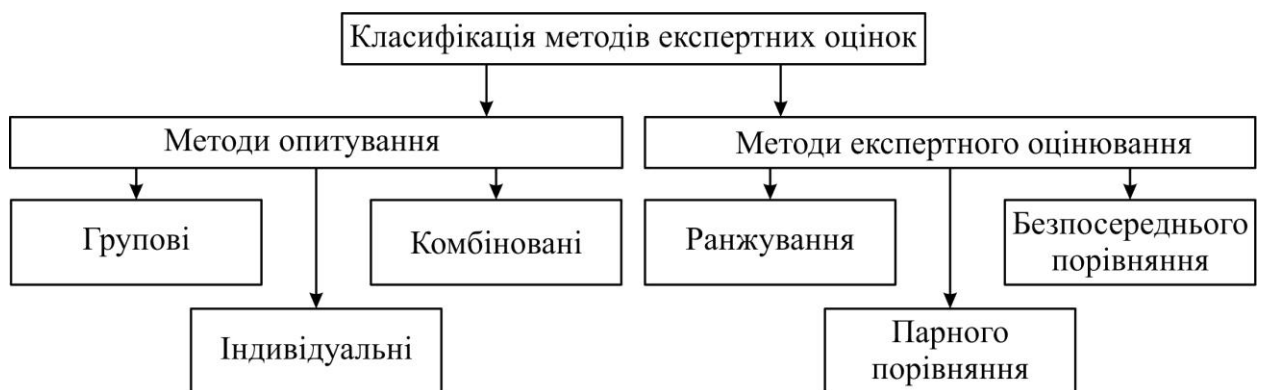 Класифікація методів експертних оцінок
Методи опитування
Методи експертного оцінювання
Групові
Комбіновані
Ранжування
Безпосереднього
порівняння
Індивідуальні
Парного
порівняння